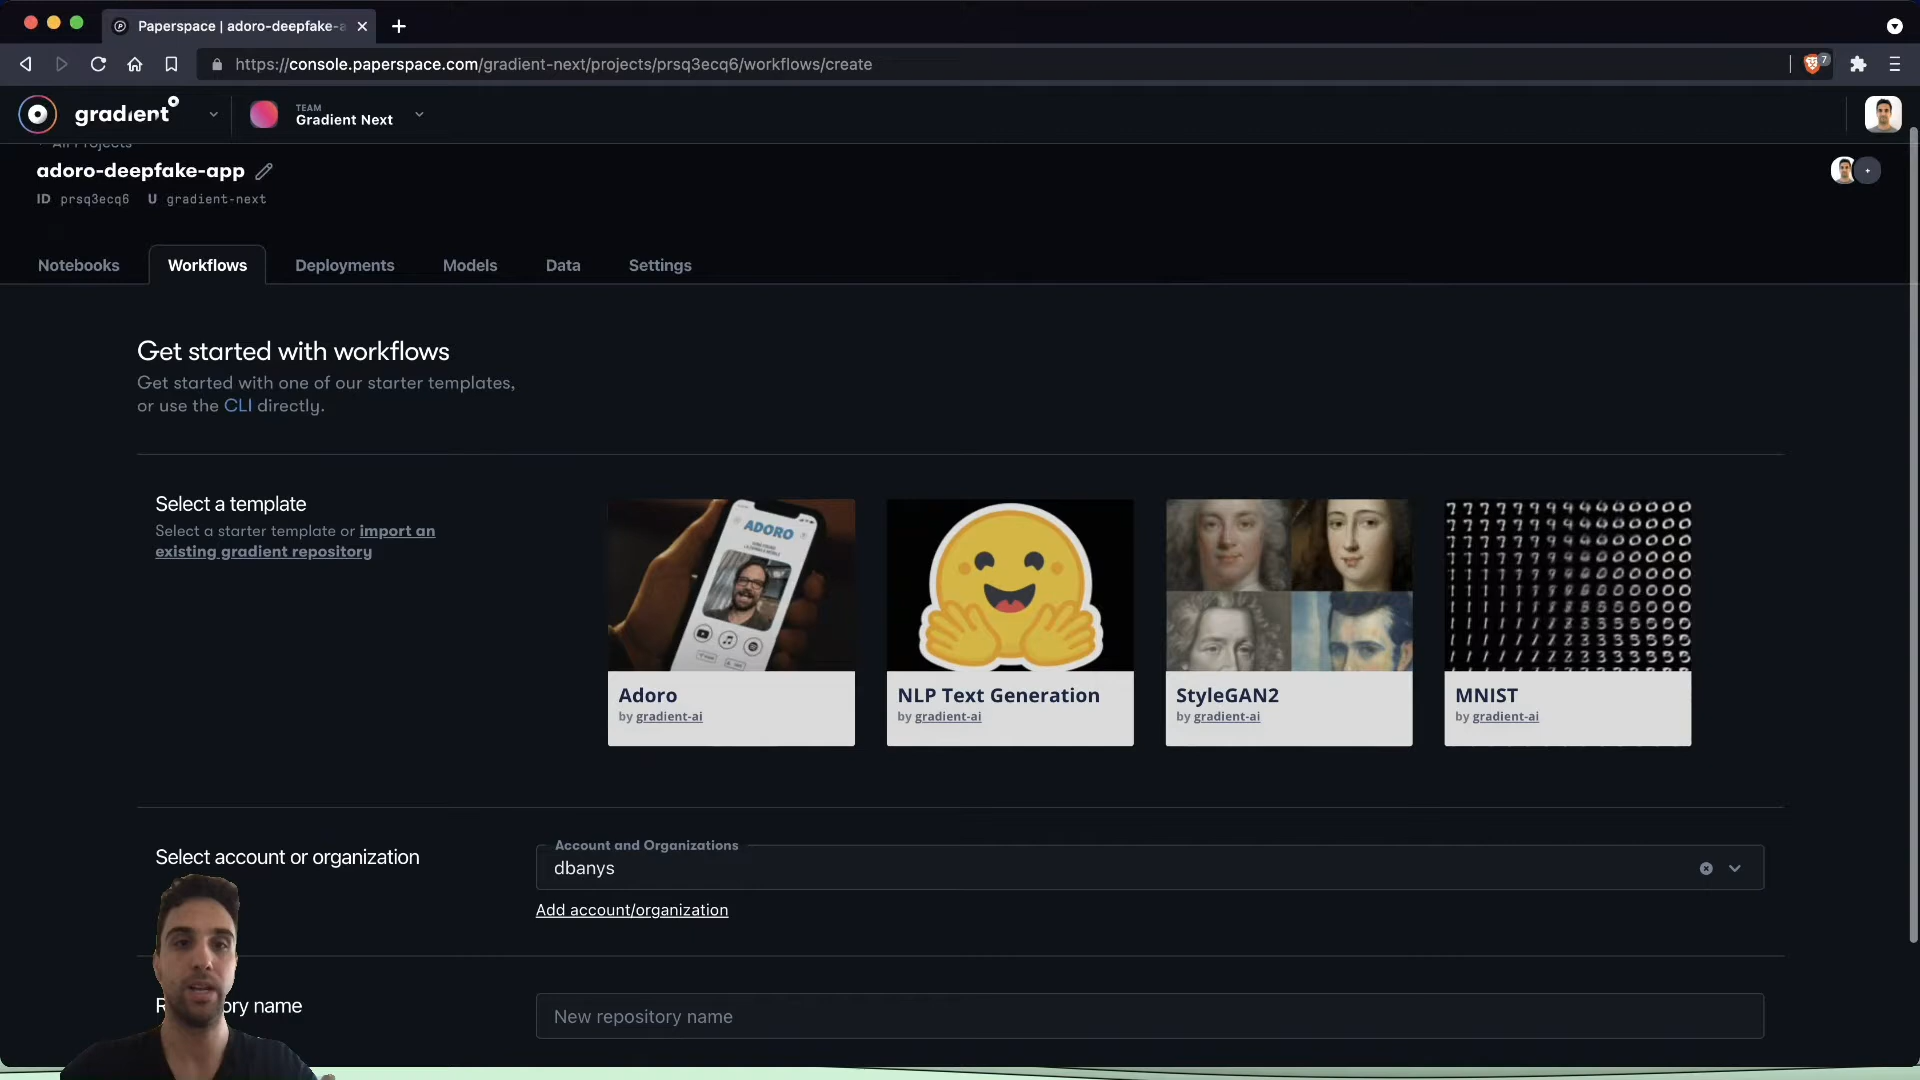 Paperspace | adoro-deepfake-a
https://console.paperspace.com/gradient-next/projects/prsq3ecq6/workflows/create
7
gradient
TEAM
Gradient Next
All Projects
adoro-deepfake-app
ID prsq3ecq6 U gradient-next
Notebooks
Workflows
Deployments
Models
Data
Settings
Get started with workflows
Get started with one of our starter templates,
or use the CLI directly.
Select a template
Select a starter template or import an
existing gradient repository
ADORO
Adoro
by gradient-ai
NLP Text Generation
by gradient-ai
StyleGAN2
by gradient-ai
MNIST
by gradient-ai
Select account or organization
Account and Organizations
dbanys
Add account/organization
name
New repository name